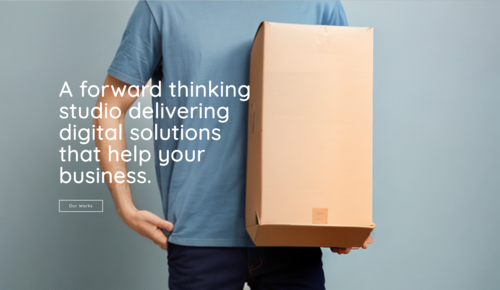 A forward thinking
studio delivering
digital solutions
that help your
business.
Our Works